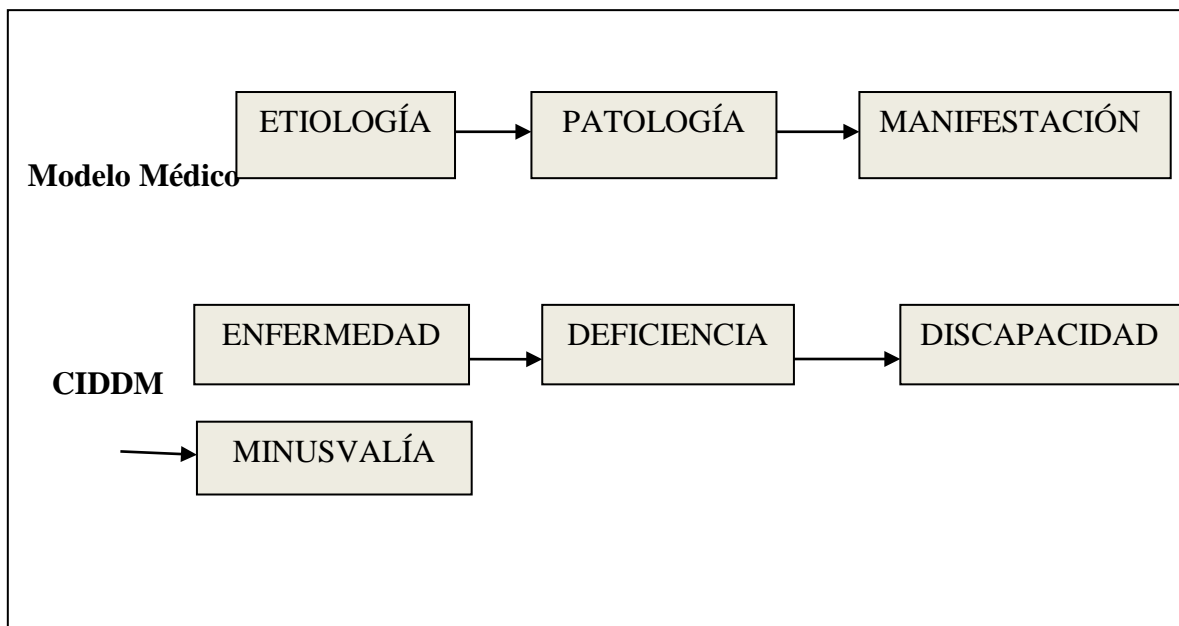 ETIOLOGÍA PATOLOGÍA MANIFESTACIÓN
Modelo Médico
ENFERMEDAD DEFICIENCIA DISCAPACIDAD
CIDDM
MINUSVALÍA